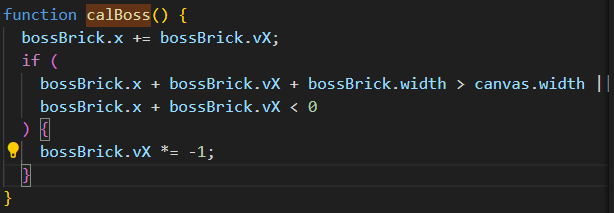 function calBoss() {
bossBrick.x += bossBrick.vX;
if (
bossBrick.x + bossBrick.vX + bossBrick.width > canvas.width ||
bossBrick.x + bossBrick.vX < 0
) {
bossBrick.vX *= -1;
}
}